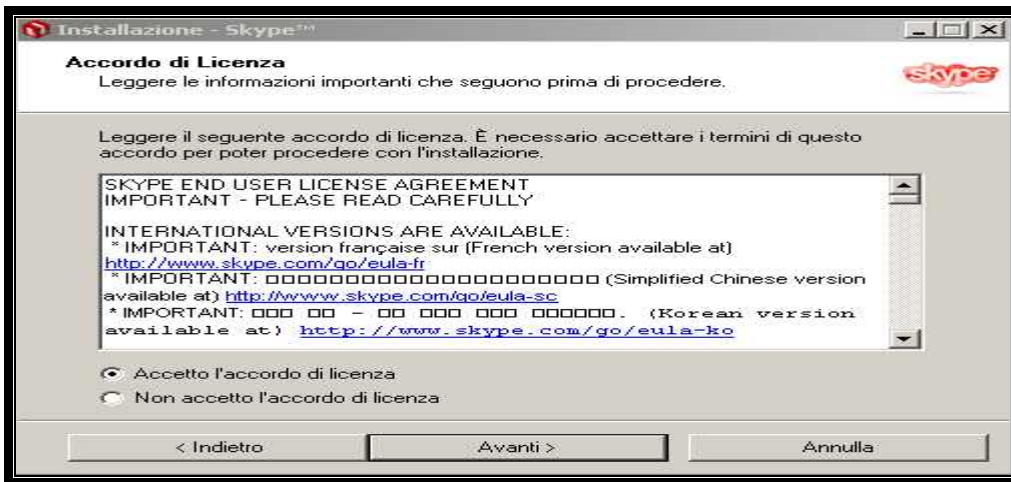 Installazione - Skype™
Accordo di Licenza
Leggere le informazioni importanti che seguono prima di procedere.
skype
Leggere il seguente accordo di licenza. È necessario accettare i termini di questo
accordo per poter procedere con l'installazione.
SKYPE END USER LICENSE AGREEMENT
IMPORTANT - PLEASE READ CAREFULLY
INTERNATIONAL VERSIONS ARE AVAILABLE:
* IMPORTANT: version française sur (French version available at)
http://www.skype.com/go/eula-fr
* IMPORTANT: □□□□□□□□□□□□□□□□□□□□ (Simplified Chinese version
available at) http://www.skype.com/go/eula-sc
* IMPORTANT: □□□ □□ - □□ □□□ □□□ □□□□□□. (Korean version
available at) http://www.skype.com/go/eula-ko
Accetto l'accordo di licenza
Non accetto l'accordo di licenza
< Indietro
Avanti >
Annulla